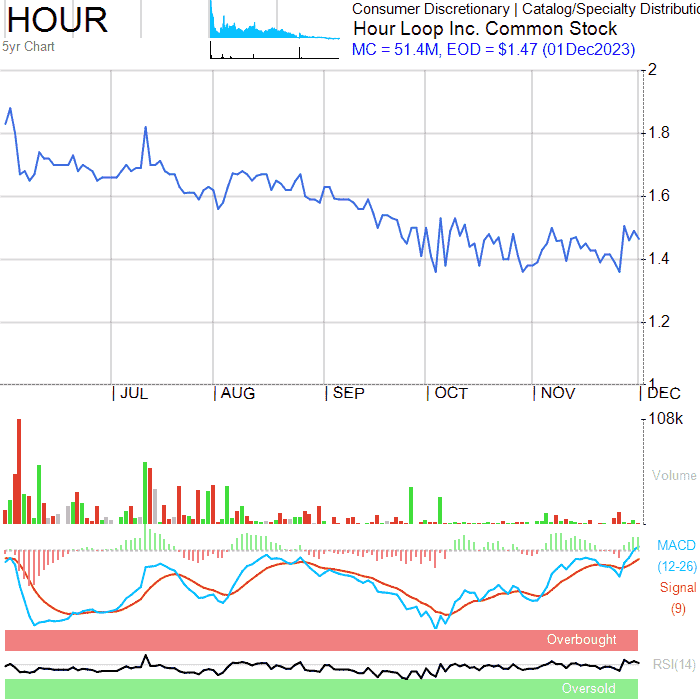 HOUR
5yr Chart
Consumer Discretionary | Catalog/Specialty Distributio
Hour Loop Inc. Common Stock
MC = 51.4M, EOD = $1.47 (01Dec2023)
2
1.8
1.6
1.4
1.2
1
| JUL | AUG | SEP | OCT | NOV | DEC
108k
Volume
MACD
(12-26)
Signal
(9)
Overbought
RSI(14)
Oversold